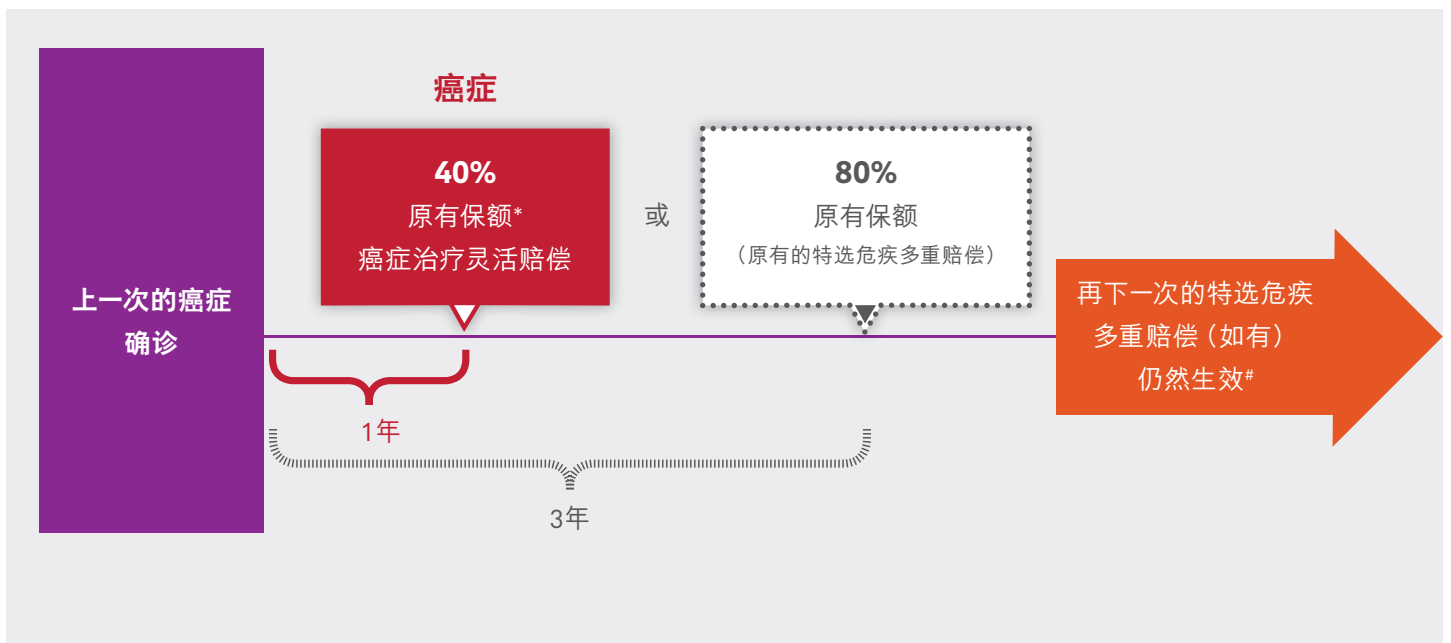 癌症
40%
原有保额*
癌症治疗灵活赔偿
或
80%
原有保额
（原有的特选危疾多重赔偿）
上一次的癌症
确诊
再下一次的特选危疾
多重赔偿（如有）
仍然生效#
1年
3年